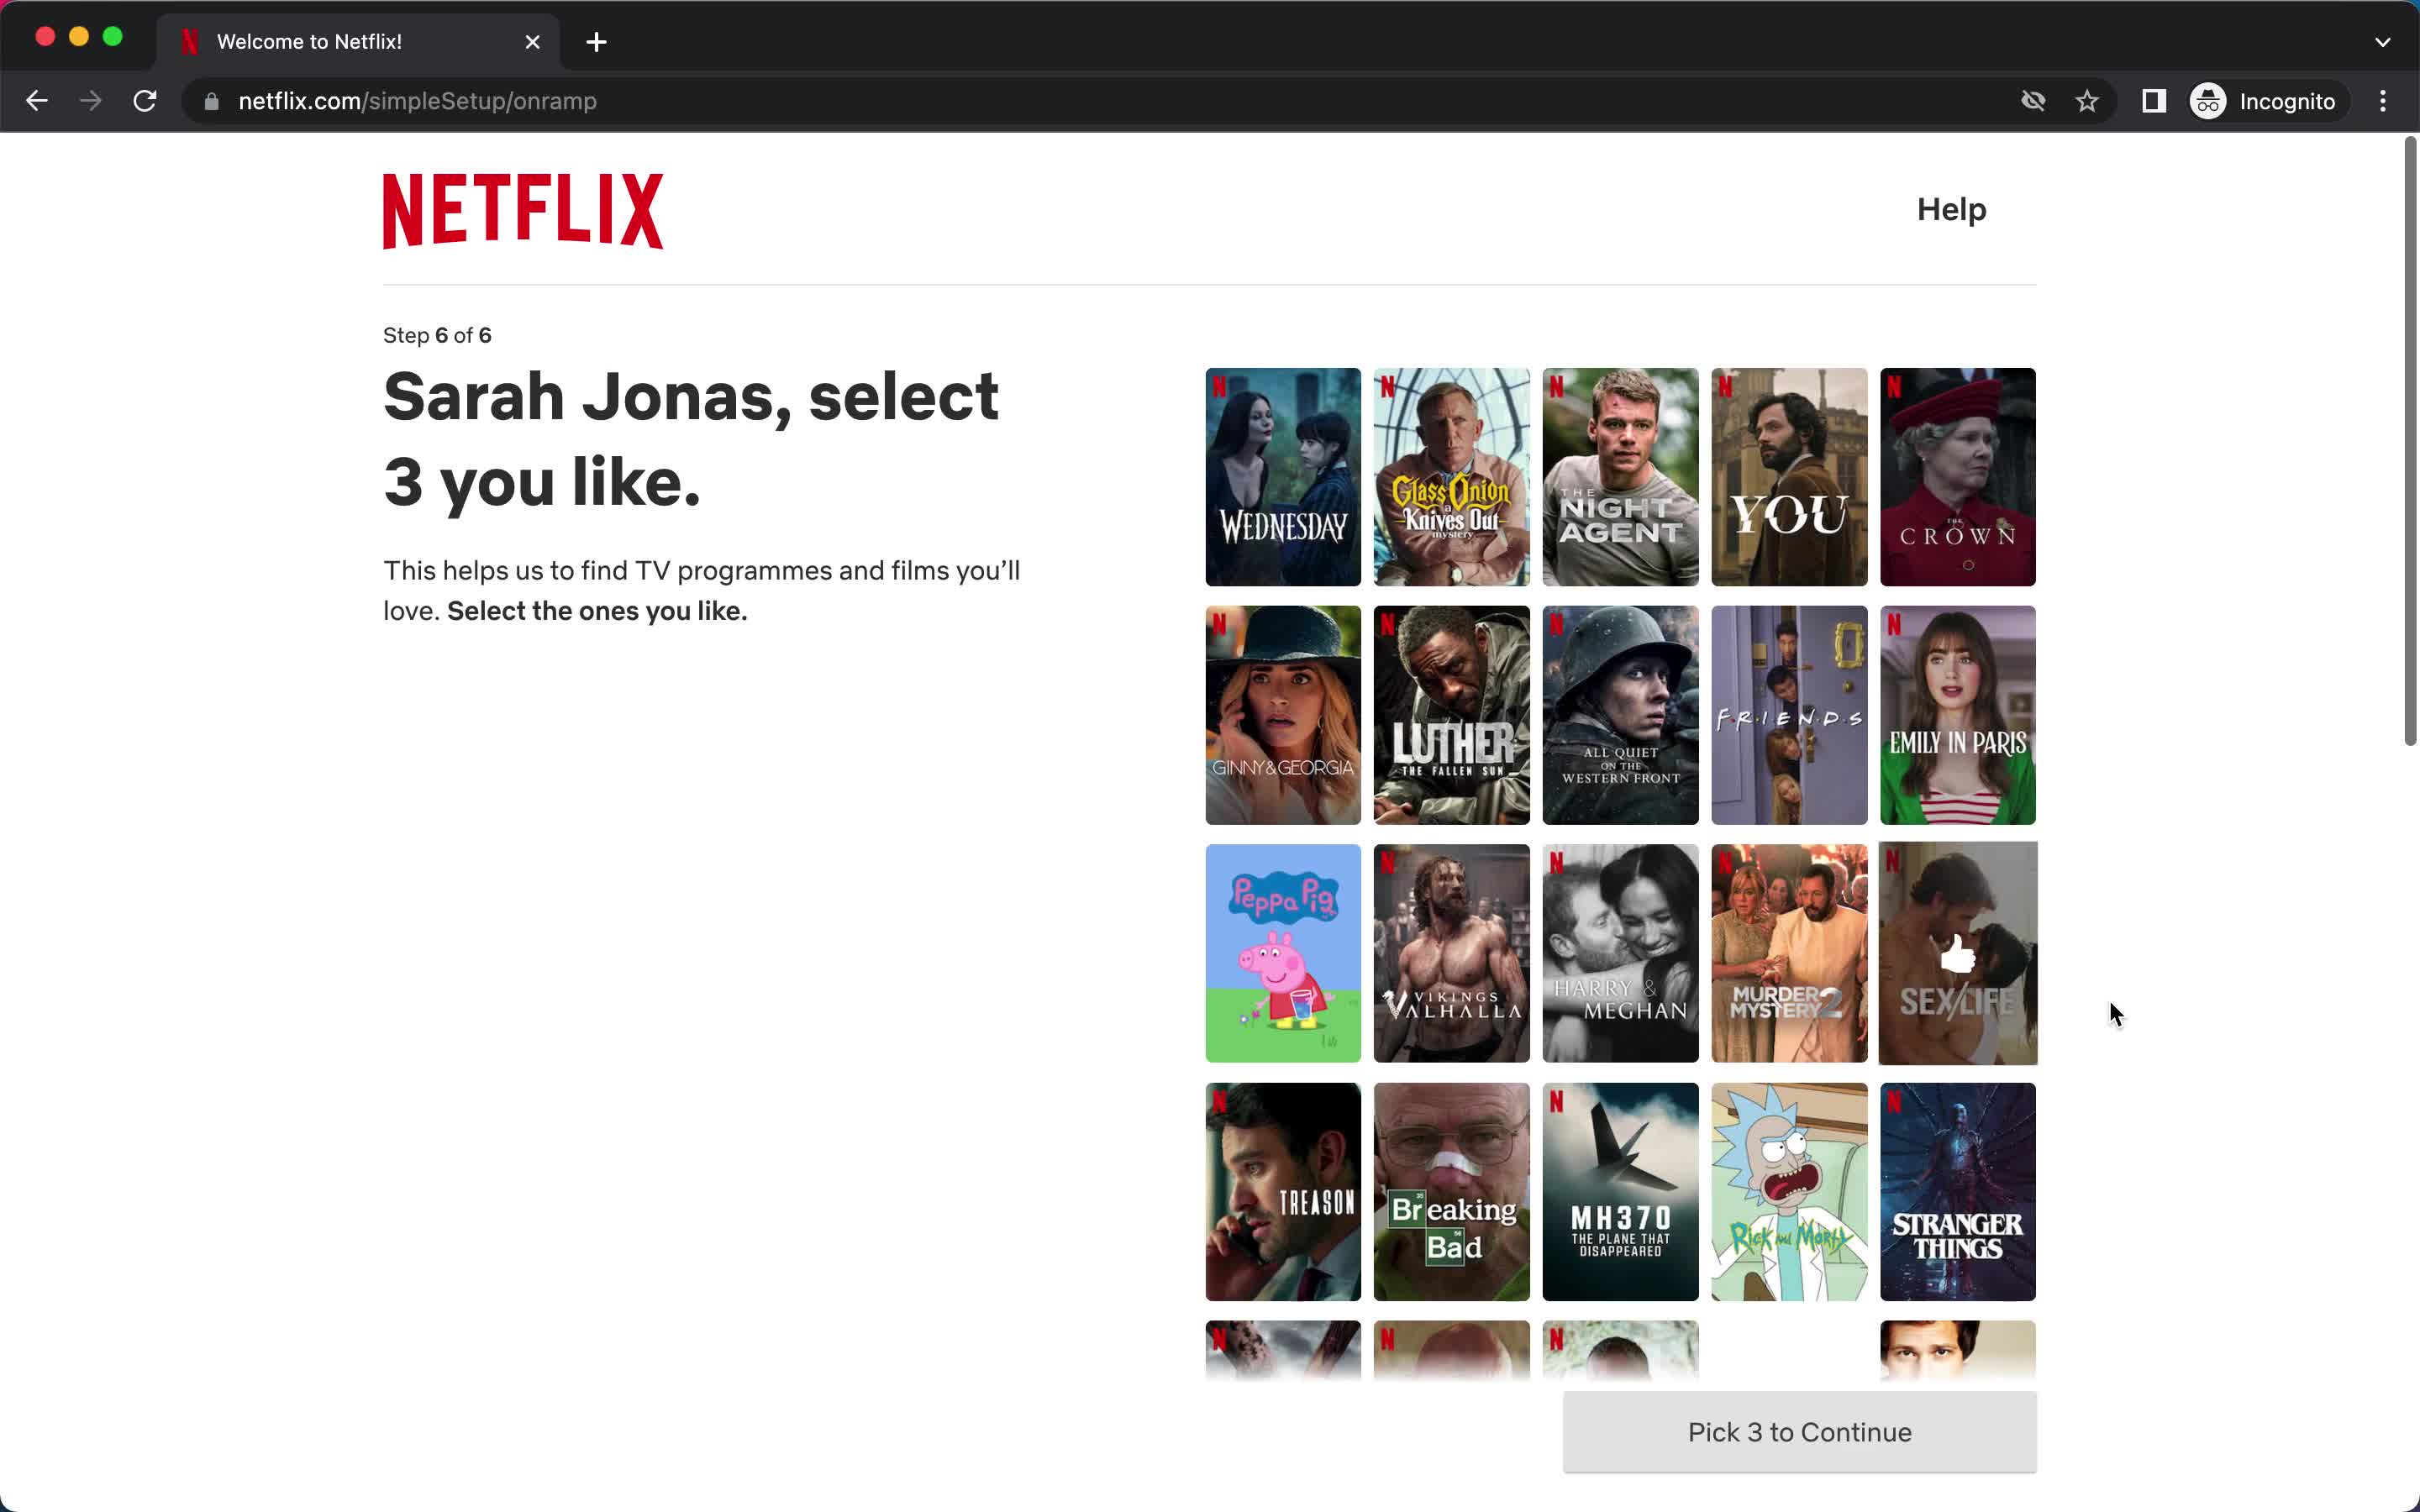 Welcome to Netflix!
netflix.com/simpleSetup/onramp
Incognito
NETFLIX
Help
Step 6 of 6
Sarah Jonas, select
3 you like.
This helps us to find TV programmes and films you’ll
love. Select the ones you like.
WEDNESDAY
Glass Onion
a
Knives Out
mystery
THE
NIGHT
AGENT
YOU
THE
CROWN
GINNY & GEORGIA
LUTHER
THE FALLEN SUN
ALL QUIET
ON THE
WESTERN FRONT
F·R·I·E·N·D·S
EMILY IN PARIS
Peppa Pig
VIKINGS
VALHALLA
HARRY &
MEGHAN
MURDER
MYSTERY 2
SEX/LIFE
TREASON
Breaking
Bad
MH370
THE PLANE THAT
DISAPPEARED
Rick and Morty
STRANGER
THINGS
Pick 3 to Continue